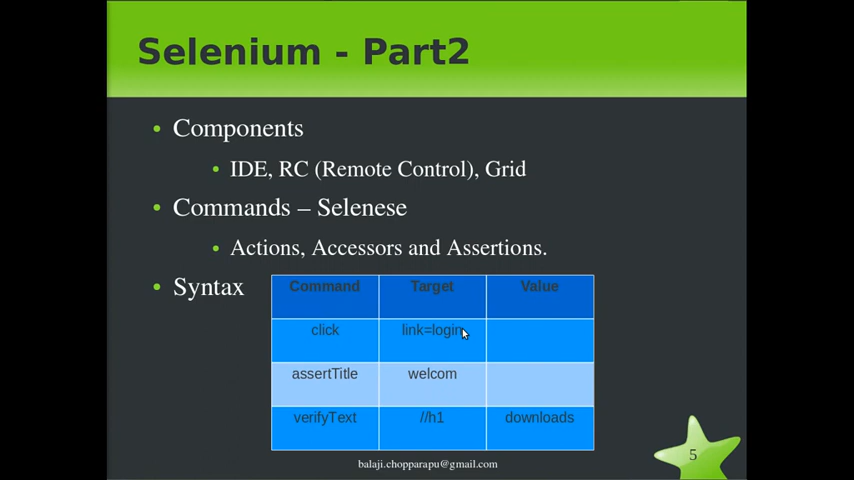 Selenium - Part2
Components
IDE, RC (Remote Control), Grid
Commands – Selenese
Actions, Accessors and Assertions.
Syntax
Command Target Value
click link=login
assertTitle welcom
verifyText //h1 downloads
balaji.chopparapu@gmail.com
5